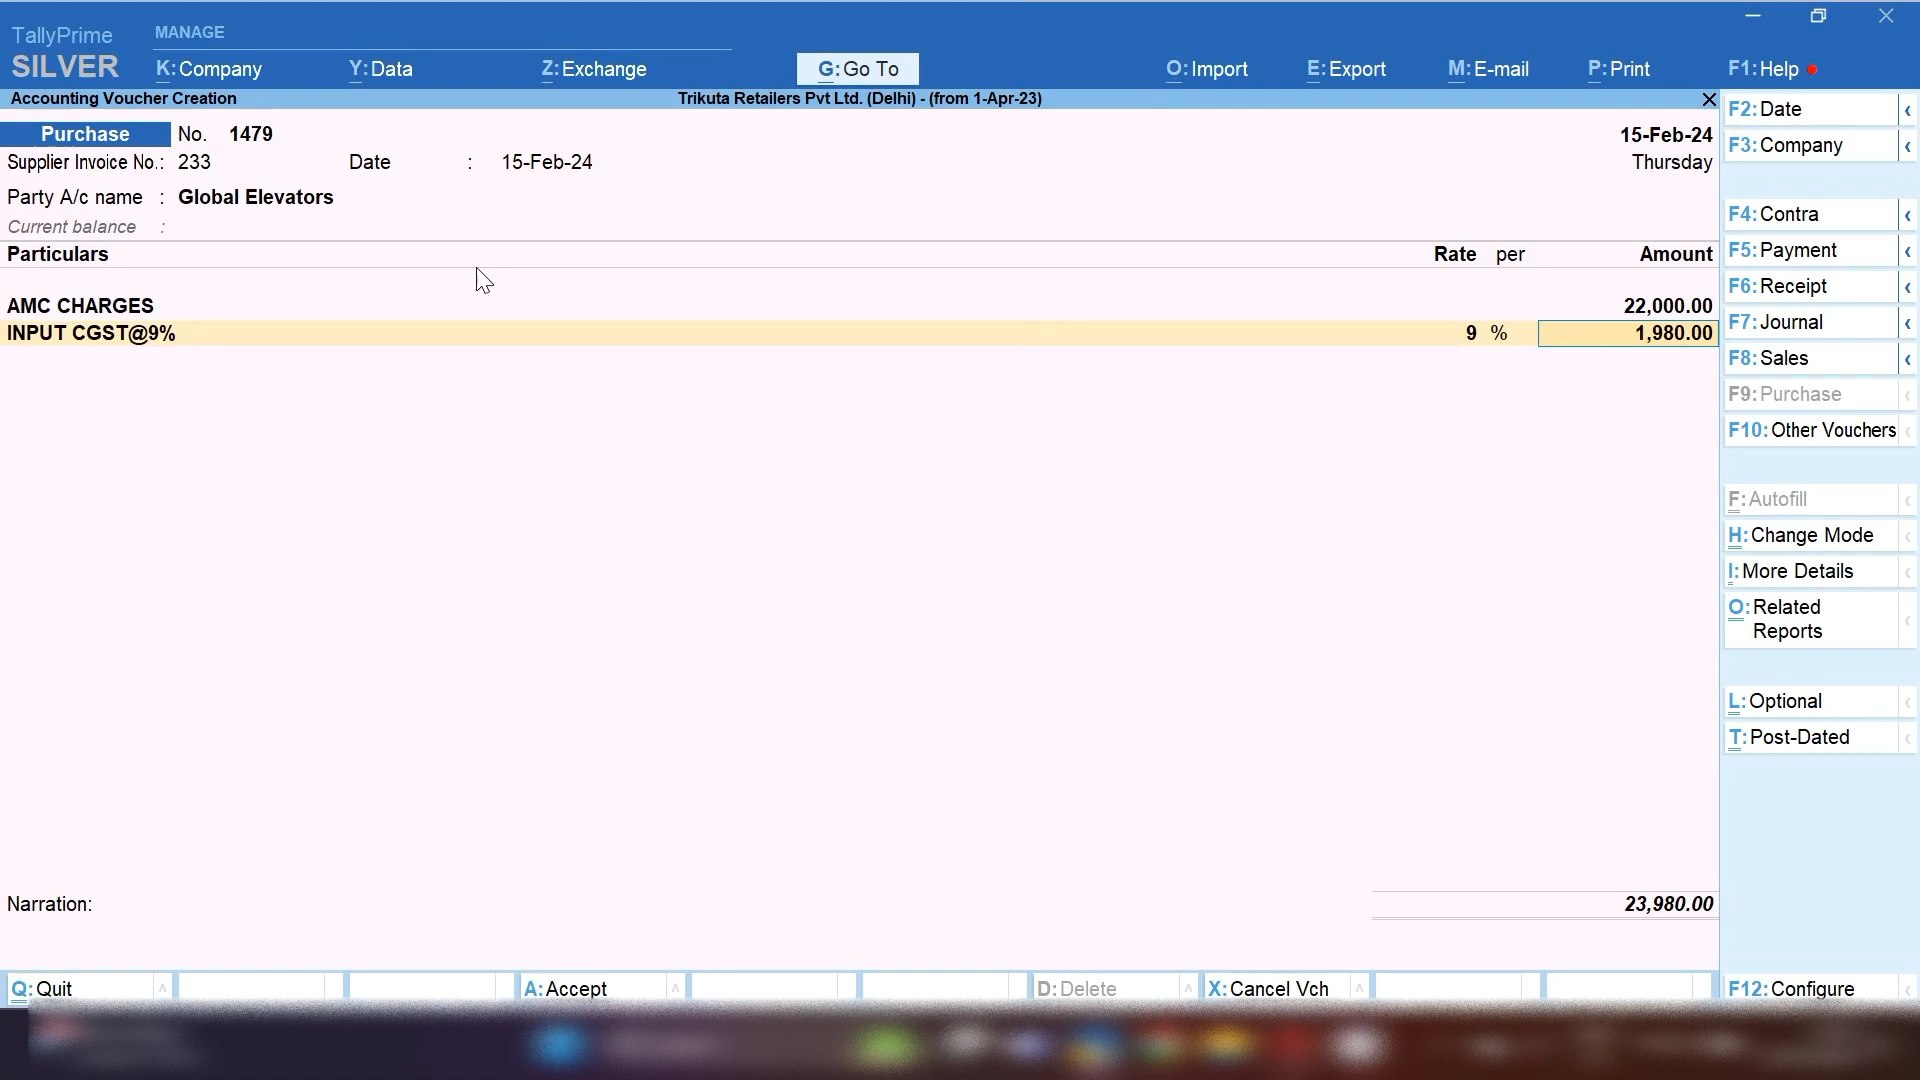 TallyPrime
SILVER
MANAGE
K:Company Y:Data Z:Exchange G:Go To O:Import E:Export M:E-mail P:Print F1:Help
Accounting Voucher Creation Trikuta Retailers Pvt Ltd. (Delhi) - (from 1-Apr-23)
Purchase No. 1479 15-Feb-24
Supplier Invoice No.: 233 Date : 15-Feb-24 Thursday
Party A/c name : Global Elevators
Current balance :
Particulars Rate per Amount
AMC CHARGES 22,000.00
INPUT CGST@9% 9 % 1,980.00
Narration: 23,980.00
Q:Quit A:Accept D:Delete X:Cancel Vch
F2:Date
F3:Company
F4:Contra
F5:Payment
F6:Receipt
F7:Journal
F8:Sales
F9:Purchase
F10:Other Vouchers
F:Autofill
H:Change Mode
I:More Details
O:Related
Reports
L:Optional
T:Post-Dated
F12:Configure